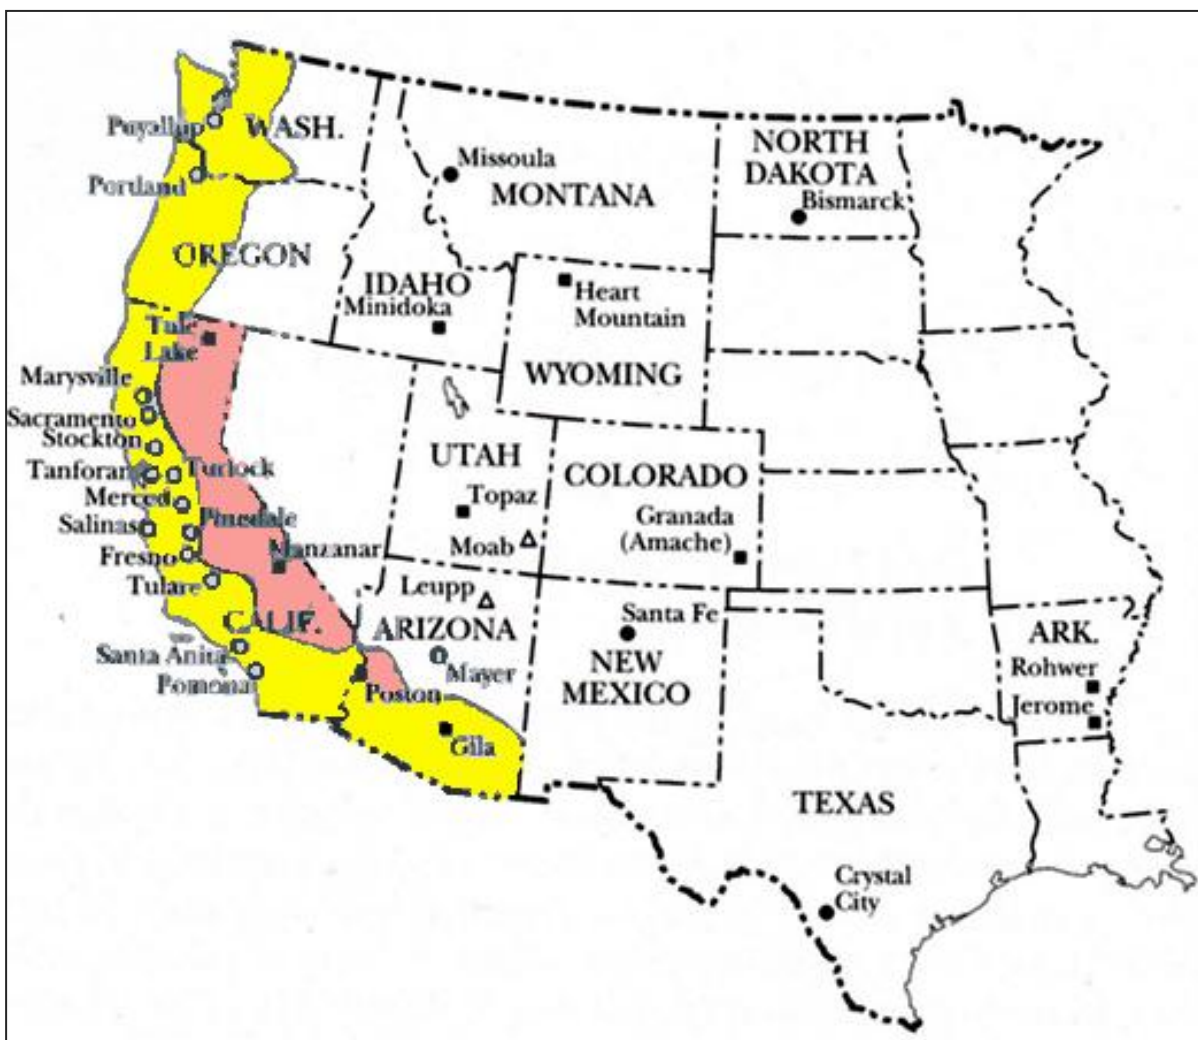 Puyallup
WASH.
Portland
OREGON
Missoula
MONTANA
NORTH
DAKOTA
Bismarck
IDAHO
Minidoka
Heart
Mountain
WYOMING
Tule
Lake
Marysville
Sacramento
Stockton
Tanforan
Turlock
Merced
Salinas
Pinedale
Fresno
Manzanar
Tulare
CALIF.
Santa Anita
Pomona
UTAH
Topaz
Moab
COLORADO
Granada
(Amache)
Leupp
ARIZONA
Mayer
Poston
Gila
Santa Fe
NEW
MEXICO
ARK.
Rohwer
Jerome
TEXAS
Crystal
City